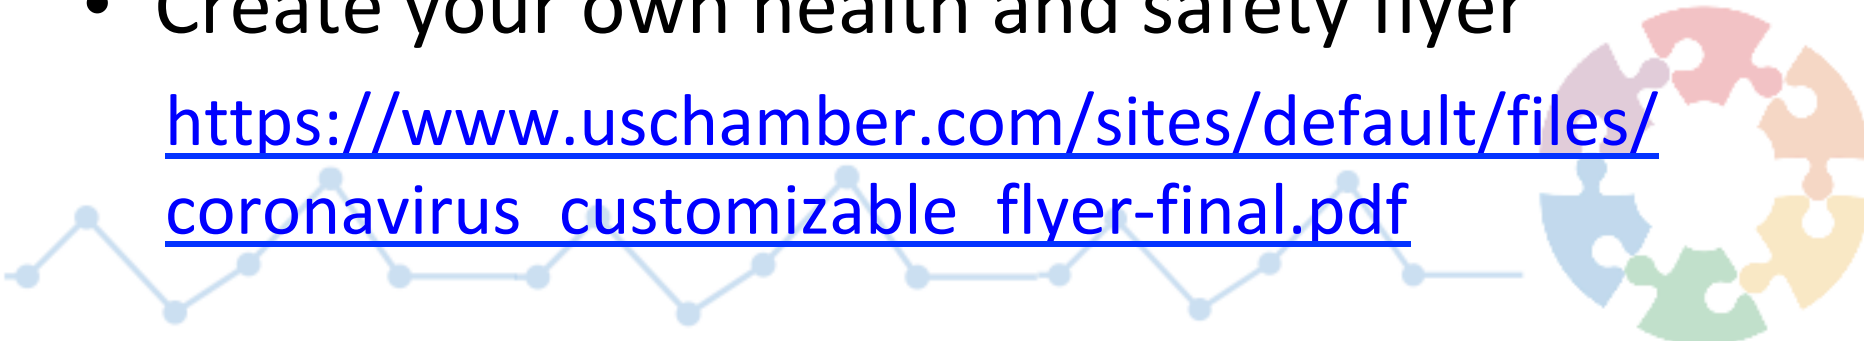 • Create your own health and safety flyer
https://www.uschamber.com/sites/default/files/
coronavirus_customizable_flyer-final.pdf